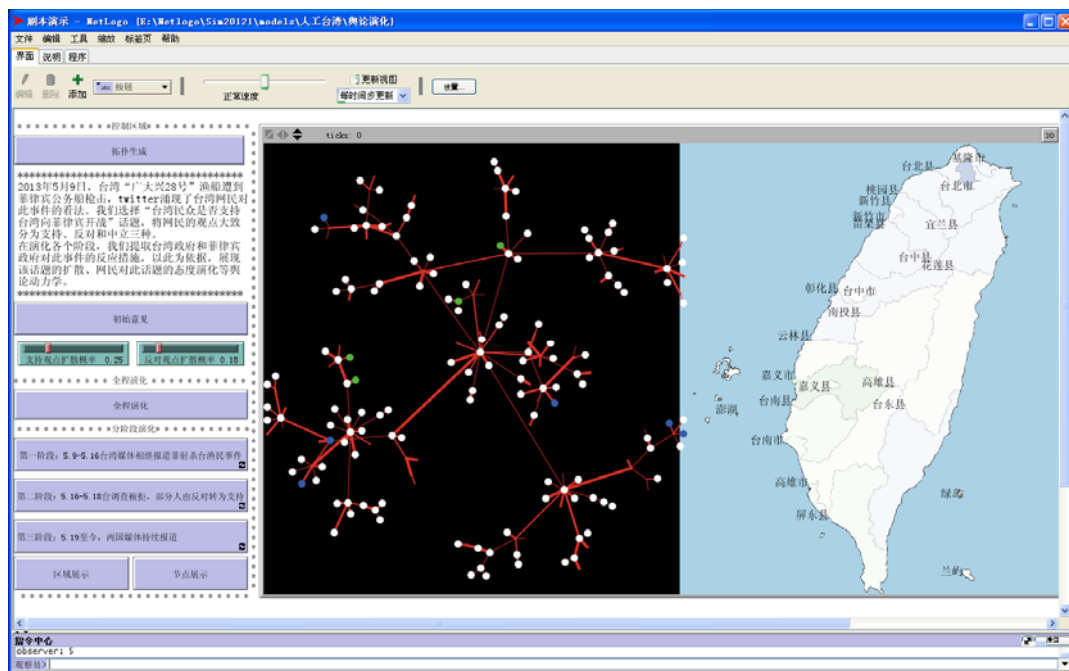 剧本演示 - NetLogo {E:\Netlogo\Sim20121\models\人工台湾\舆论演化}
文件 编辑 工具 缩放 标签页 帮助
界面 说明 程序
编辑 删除 添加 abc 按钮 正常速度 更新视图 每时间步更新 设置...
***********控制区域***********
ticks: 0
3D
拓扑生成
2013年5月9日，台湾“广大兴28号”渔船遭到
菲律宾公务船枪击，twitter涌现了台湾网民对
此事件的看法。我们选择“台湾民众是否支持
台湾向菲律宾开战”话题，将网民的观点大致
分为支持、反对和中立三种。
在演化各个阶段，我们提取台湾政府和菲律宾
政府对此事件的反应措施，以此为依据，展现
该话题的扩散、网民对此话题的态度演化等舆
论动力学。
初始意见
支持观点扩散概率 0.25
反对观点扩散概率 0.18
全程演化
全程演化
分阶段演化
第一阶段：5.9-5.16台湾媒体相继报道菲射杀台渔民事件
第二阶段：5.16-5.18台调查被拒，部分人由反对转为支持
第三阶段：5.19至今，两国媒体持续报道
区域展示
节点展示
基隆市
台北县
台北市
桃园县
新竹县
新竹市
苗栗县
宜兰县
台中县
花莲县
彰化县
台中市
南投县
云林县
嘉义市
嘉义县
高雄县
台南县
台东县
澎湖
台南市
高雄市
绿岛
屏东县
兰屿
指令中心
observer: 5
观察员>